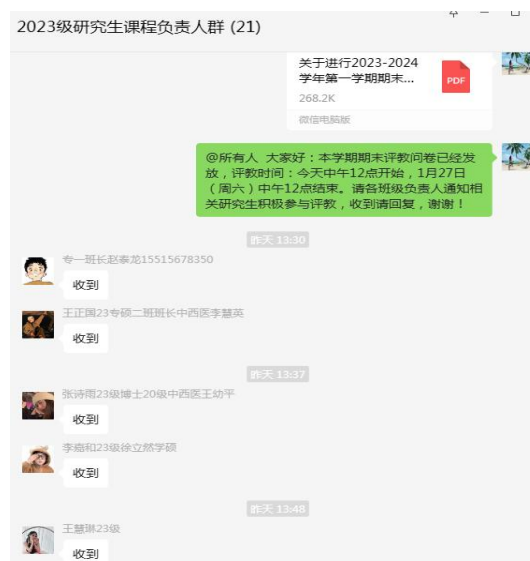 2023级研究生课程负责人群 (21)
关于进行2023-2024
学年第一学期期末...
PDF
268.2K
微信电脑版
@所有人 大家好：本学期期末评教问卷已经发
放，评教时间：今天中午12点开始，1月27日
（周六）中午12点结束。请各班级负责人通知相
关研究生积极参与评教，收到请回复，谢谢！
昨天 13:30
专一班长赵泰龙15515678350
收到
王正国23专硕二班班长中西医李慧英
收到
昨天 13:37
张诗雨23级博士20级中西医王幼平
收到
李嘉和23级徐立然学硕
收到
昨天 13:48
王慧琳23级
收到